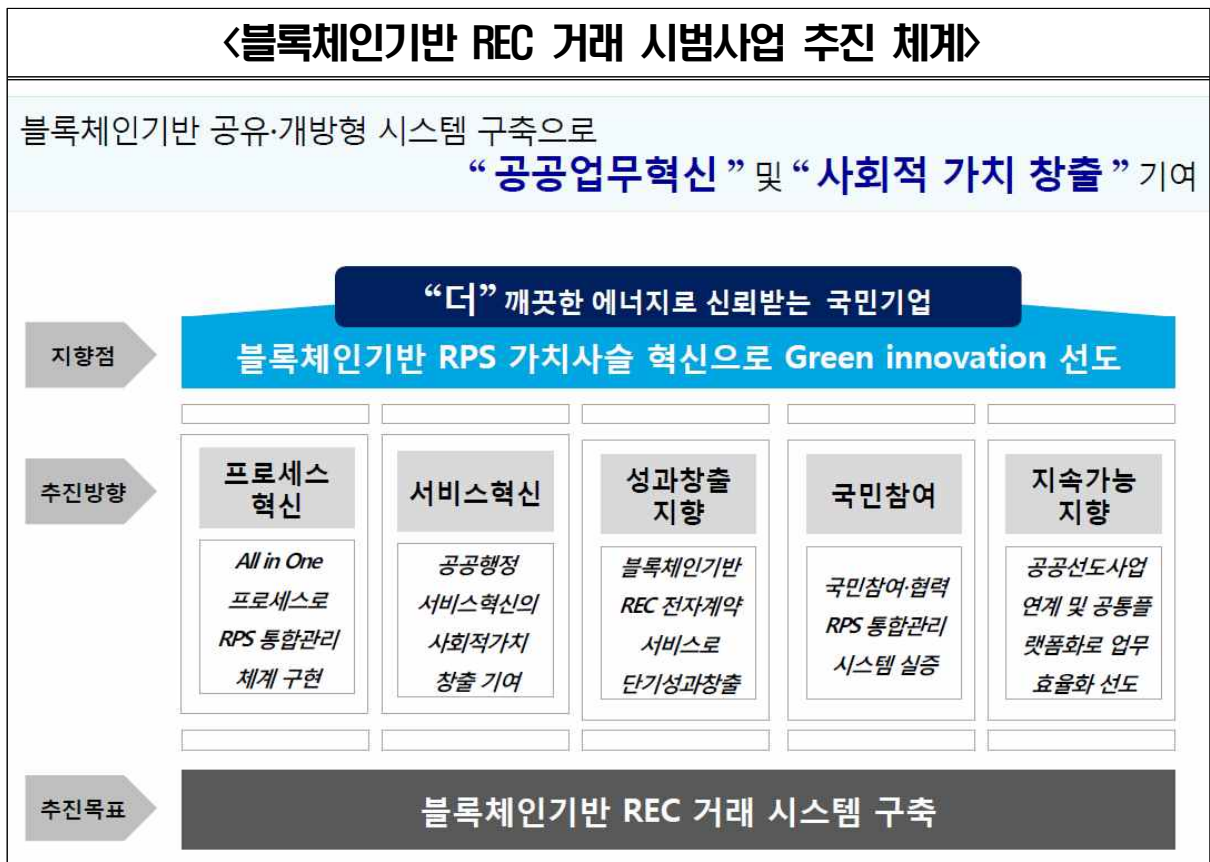 <블록체인기반 REC 거래 시범사업 추진 체계>
블록체인기반 공유·개방형 시스템 구축으로
“공공업무혁신” 및 “사회적 가치 창출” 기여
“더” 깨끗한 에너지로 신뢰받는 국민기업
지향점
블록체인기반 RPS 가치사슬 혁신으로 Green innovation 선도
추진방향
프로세스
혁신
All in One
프로세스로
RPS 통합관리
체계 구현
서비스혁신
공공행정
서비스혁신의
사회적가치
창출 기여
성과창출
지향
블록체인기반
REC 전자계약
서비스로
단기성과창출
국민참여
국민참여·협력
RPS 통합관리
시스템 실증
지속가능
지향
공공선도사업
연계 및 공통플
랫폼화로 업무
효율화 선도
추진목표
블록체인기반 REC 거래 시스템 구축